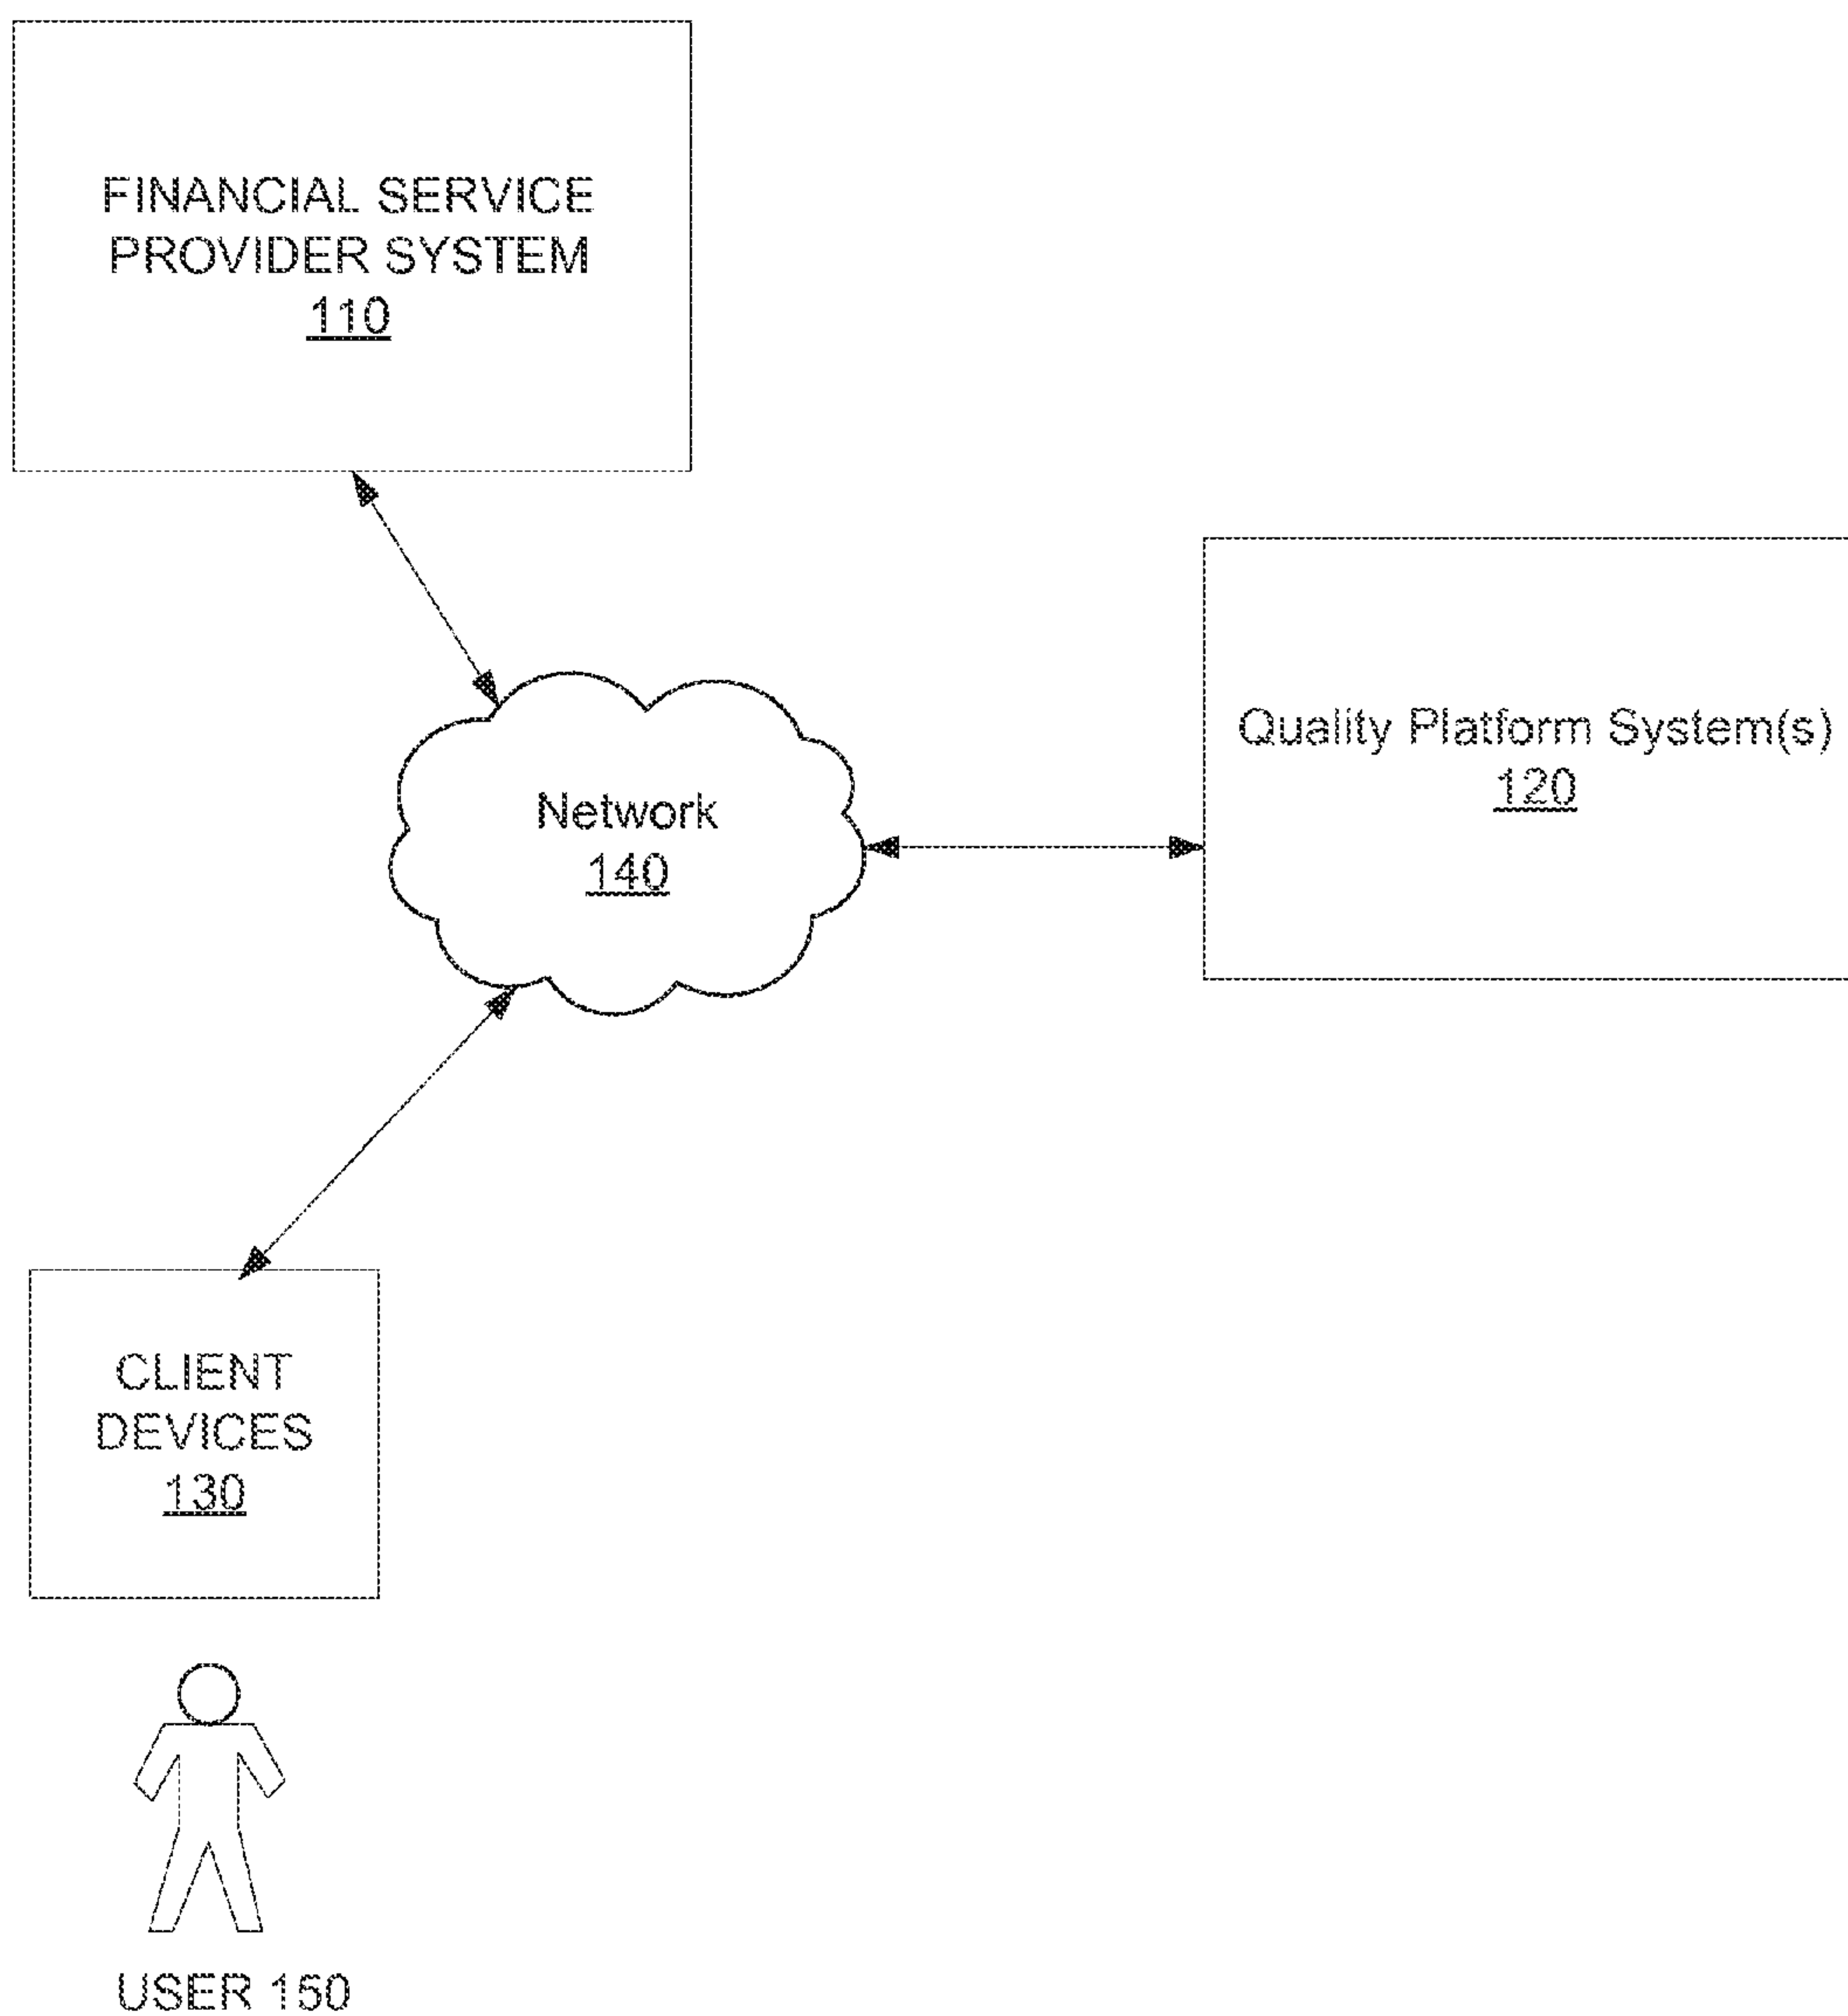 FINANCIAL SERVICE
PROVIDER SYSTEM
110
Quality Platform System(s)
120
Network
140
CLIENT
DEVICES
130
USER 150